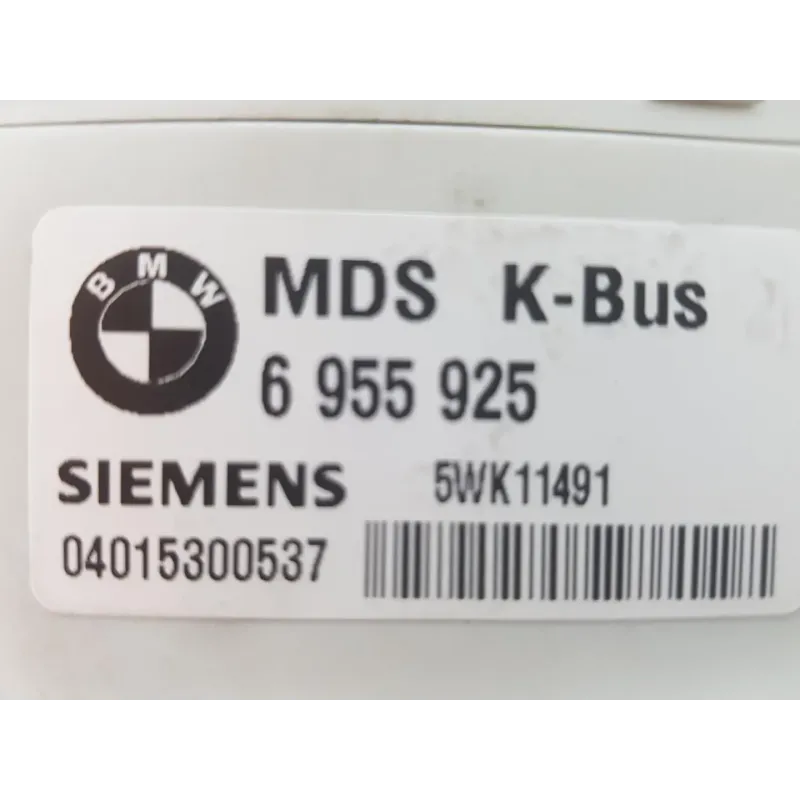 BMW
MDS K-Bus
6 955 925
SIEMENS 5WK11491
04015300537